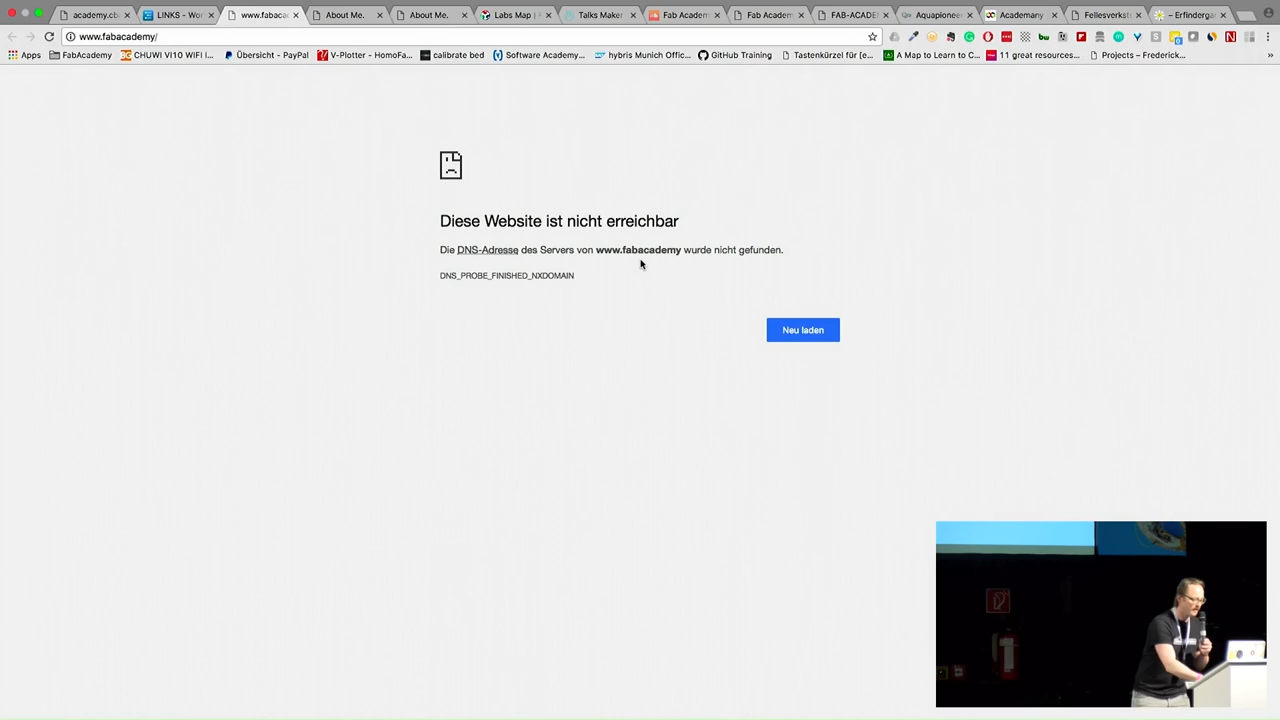 academy.cb
LINKS - Wor
www.fabaca
About Me.
About Me.
Labs Map |
Talks Maker
Fab Academ
Fab Academ
FAB-ACADE
Aquapioneer
Academany
Fellesverkst
– Erfinderga
www.fabacademy/
Apps
FabAcademy
CHUWI VI10 WIFI I...
Übersicht - PayPal
V-Plotter - HomoFa...
calibrate bed
Software Academy...
hybris Munich Offic...
GitHub Training
Tastenkürzel für [e...
A Map to Learn to C...
11 great resources...
Projects – Frederick...
»
Diese Website ist nicht erreichbar
Die DNS-Adresse des Servers von www.fabacademy wurde nicht gefunden.
DNS_PROBE_FINISHED_NXDOMAIN
Neu laden